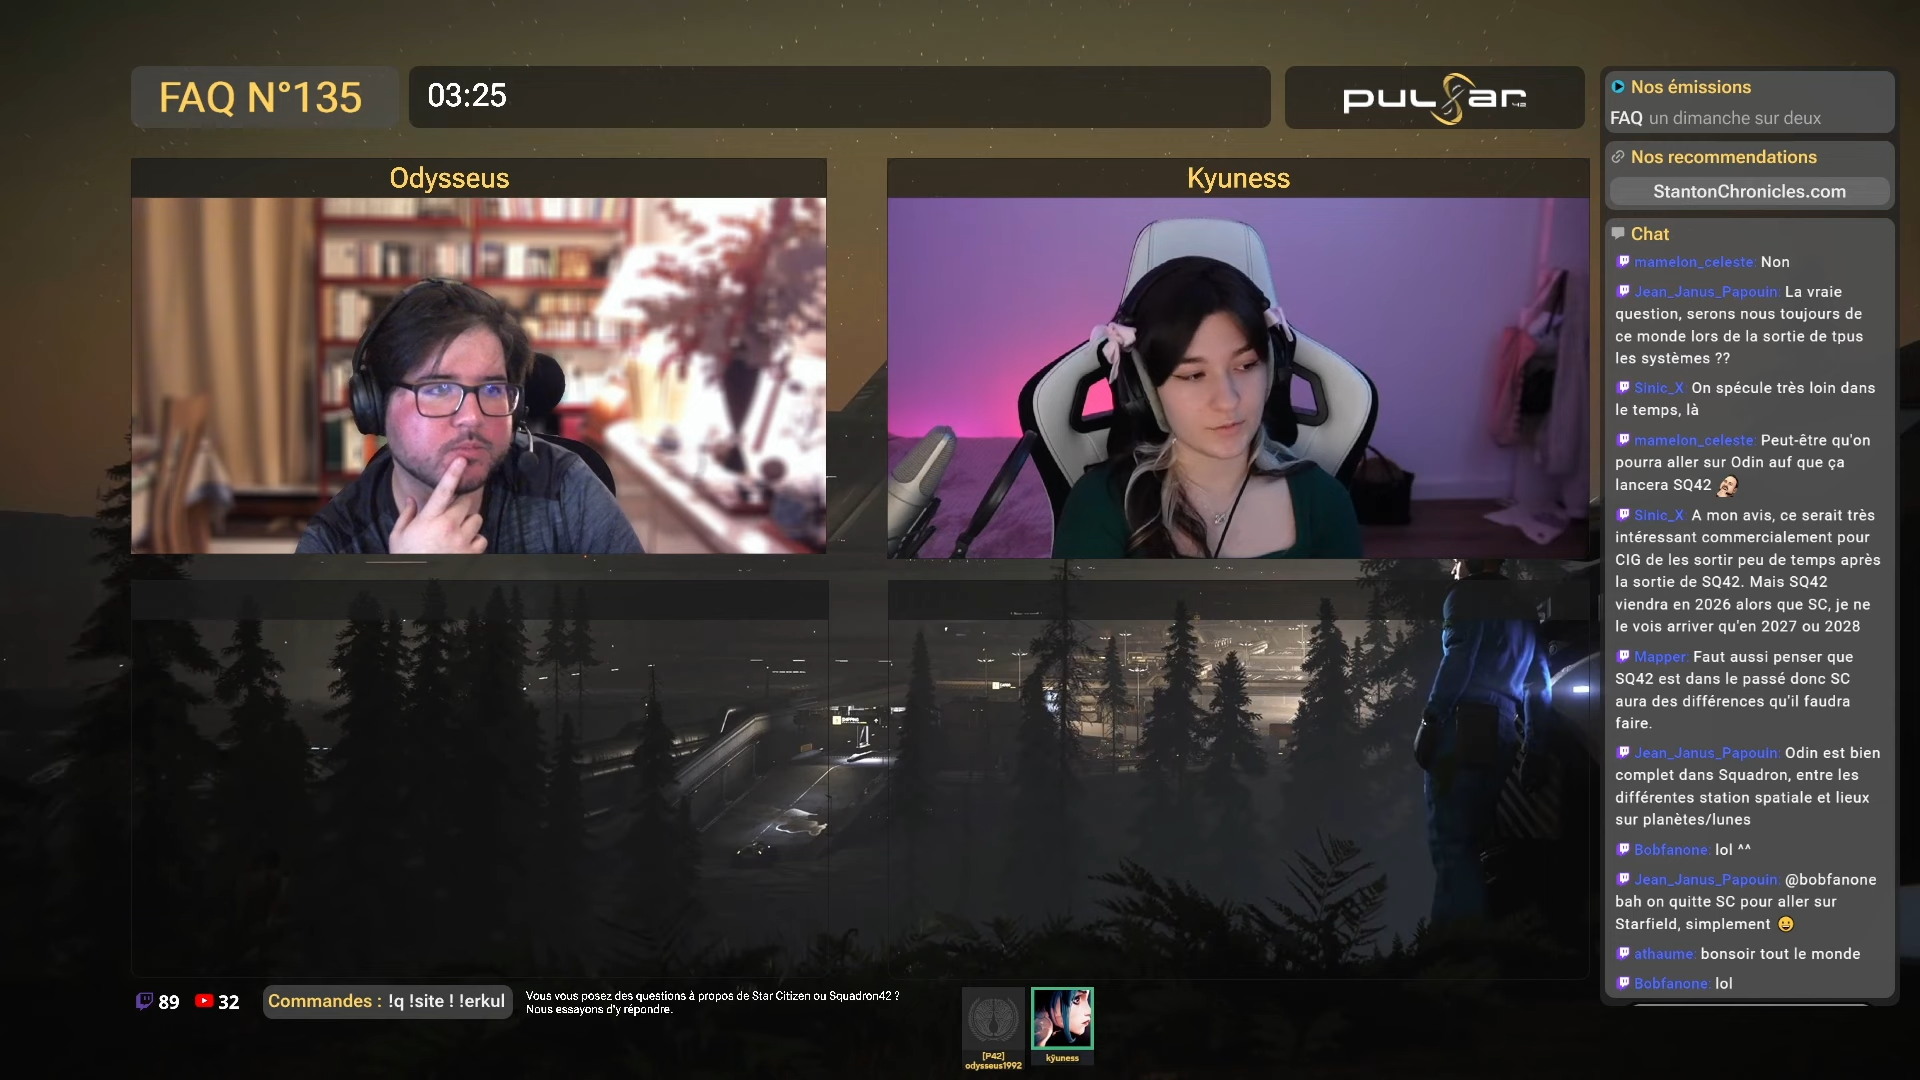 FAQ N°135
03:25
pulsar 42
Odysseus
Kyuness
Nos émissions
FAQ un dimanche sur deux
Nos recommendations
StantonChronicles.com
Chat
mamelon_celeste: Non
Jean_Janus_Papouin: La vraie
question, serons nous toujours de
ce monde lors de la sortie de tpus
les systèmes ??
Sinic_X: On spécule très loin dans
le temps, là
mamelon_celeste: Peut-être qu'on
pourra aller sur Odin auf que ça
lancera SQ42
Sinic_X: A mon avis, ce serait très
intéressant commercialement pour
CIG de les sortir peu de temps après
la sortie de SQ42. Mais SQ42
viendra en 2026 alors que SC, je ne
le vois arriver qu'en 2027 ou 2028
Mapper: Faut aussi penser que
SQ42 est dans le passé donc SC
aura des différences qu'il faudra
faire.
Jean_Janus_Papouin: Odin est bien
complet dans Squadron, entre les
différentes station spatiale et lieux
sur planètes/lunes
Bobfanone: lol ^^
Jean_Janus_Papouin: @bobfanone
bah on quitte SC pour aller sur
Starfield, simplement 😀
athaume: bonsoir tout le monde
Bobfanone: lol
89
32
Commandes : !q !site ! !erkul
Vous vous posez des questions à propos de Star Citizen ou Squadron42 ?
Nous essayons d'y répondre.
[P42]
odysseus1992
kÿuness